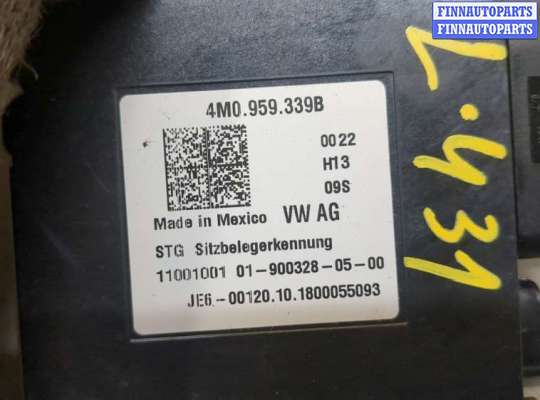 FINNAUTOPARTS
FINNAUTOPARTS
4M0.959.339B
0022
H13
09S
Made in Mexico VW AG
STG Sitzbelegerkennung
11001001 01-900328-05-00
JE6.-00120.10.1800055093
L.431